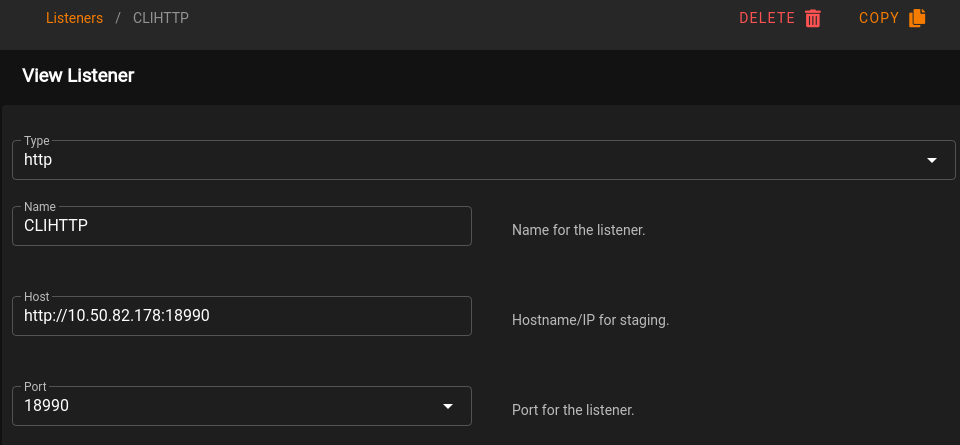 Listeners / CLIHTTP
DELETE
COPY
View Listener
Type
http
Name
CLIHTTP
Name for the listener.
Host
http://10.50.82.178:18990
Hostname/IP for staging.
Port
18990
Port for the listener.